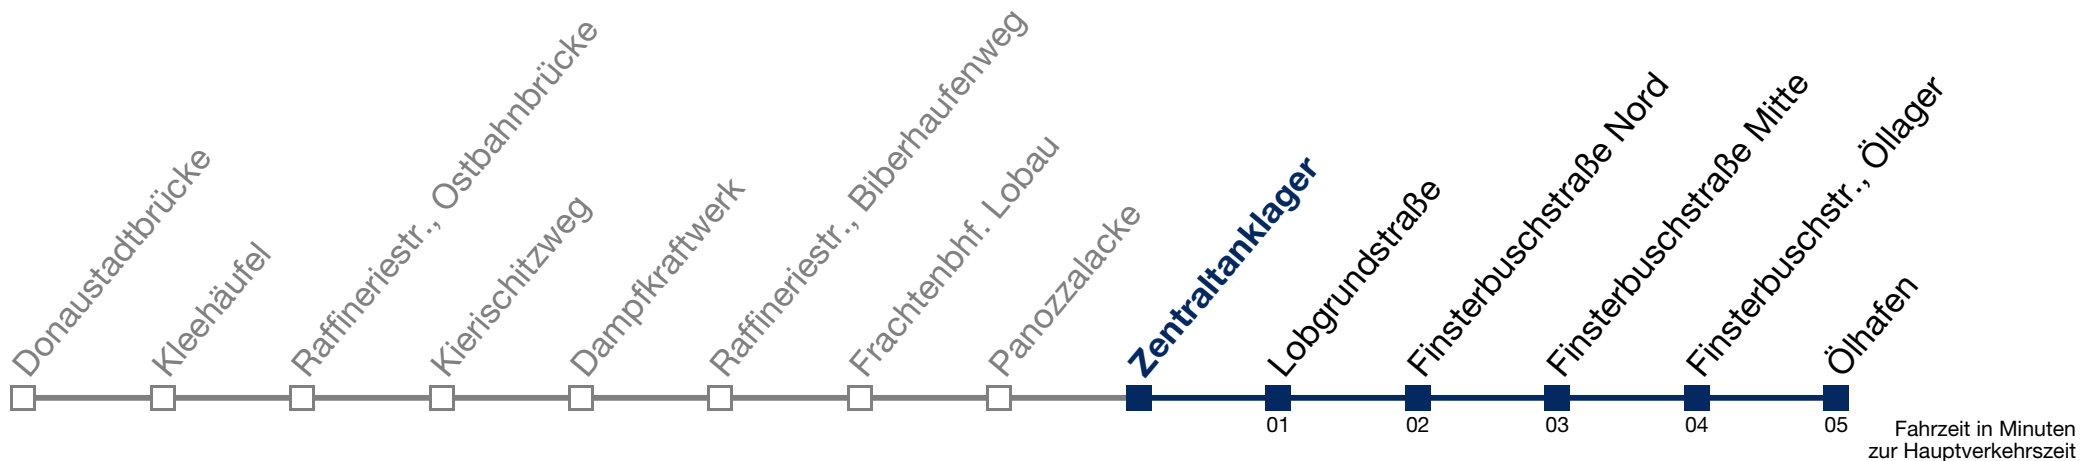 Donaustadtbrücke
Kleehäufel
Raffineriestr., Ostbahnbrücke
Kierischitzweg
Dampfkraftwerk
Raffineriestr., Biberhaufenweg
Frachtenbhf. Lobau
Panozzalacke
Zentraltanklager
Lobgrundstraße
Finsterbuschstraße Nord
Finsterbuschstraße Mitte
Finsterbuschstr., Öllager
Ölhafen
01
02
03
04
05
Fahrzeit in Minuten
zur Hauptverkehrszeit